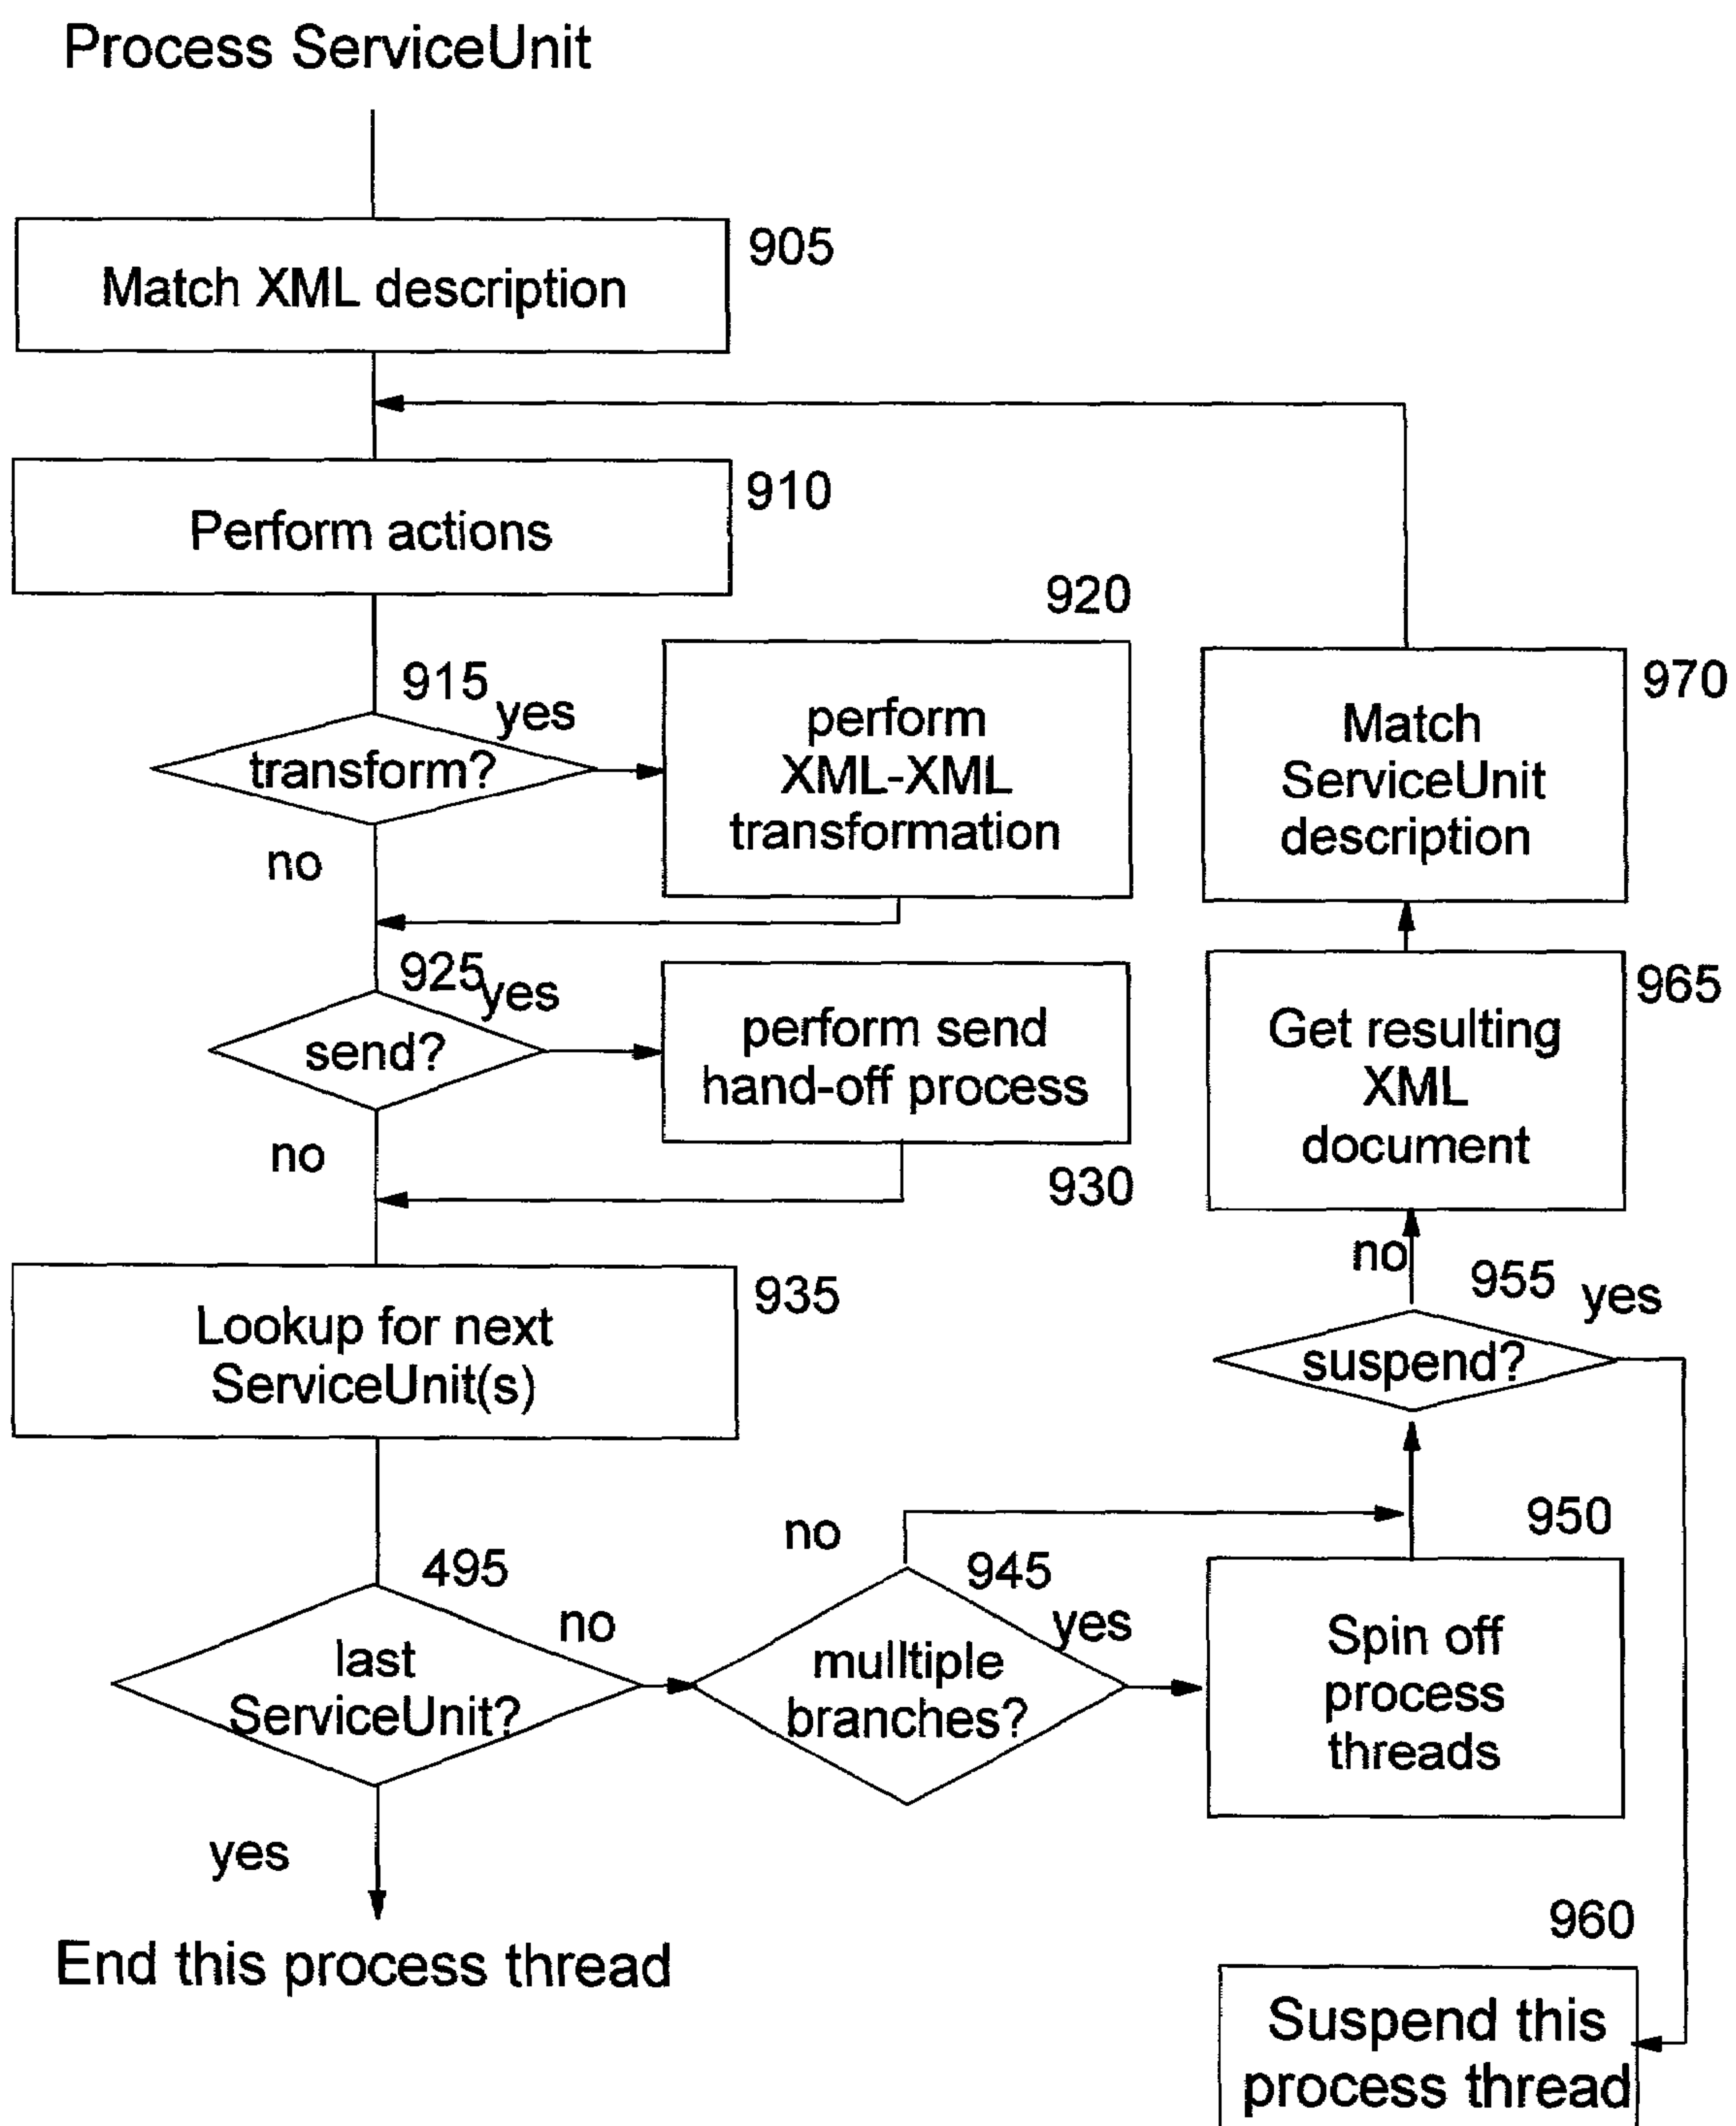 Process ServiceUnit
Match XML description
905
Perform actions
910
920
915
yes
transform?
perform
XML-XML
transformation
no
970
Match
ServiceUnit
description
925
yes
send?
perform send
hand-off process
no
930
965
Get resulting
XML
document
no
955
yes
suspend?
Lookup for next
ServiceUnit(s)
935
495
no
last
ServiceUnit?
yes
no
945
yes
mulltiple
branches?
950
Spin off
process
threads
End this process thread
960
Suspend this
process thread